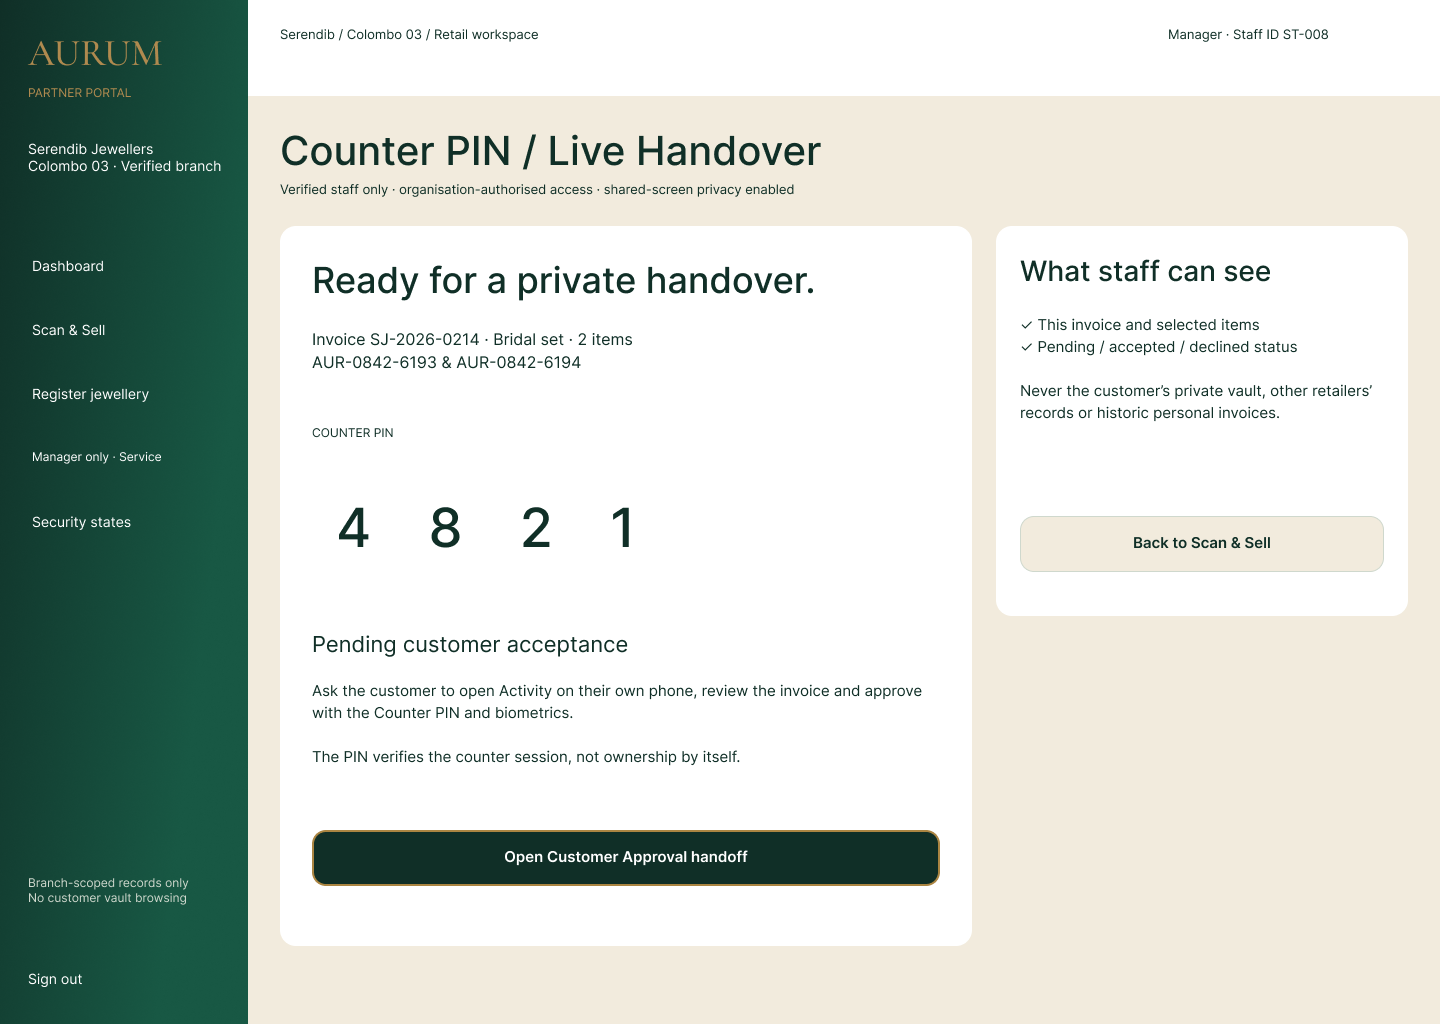 AURUM
PARTNER PORTAL
Serendib Jewellers
Colombo 03 · Verified branch
Dashboard
Scan & Sell
Register jewellery
Manager only · Service
Security states
Branch-scoped records only
No customer vault browsing
Sign out
Serendib / Colombo 03 / Retail workspace
Manager · Staff ID ST-008
Counter PIN / Live Handover
Verified staff only · organisation-authorised access · shared-screen privacy enabled
Ready for a private handover.
Invoice SJ-2026-0214 · Bridal set · 2 items
AUR-0842-6193 & AUR-0842-6194
COUNTER PIN
4 8 2 1
Pending customer acceptance
Ask the customer to open Activity on their own phone, review the invoice and approve
with the Counter PIN and biometrics.
The PIN verifies the counter session, not ownership by itself.
Open Customer Approval handoff
What staff can see
✓ This invoice and selected items
✓ Pending / accepted / declined status
Never the customer’s private vault, other retailers’
records or historic personal invoices.
Back to Scan & Sell